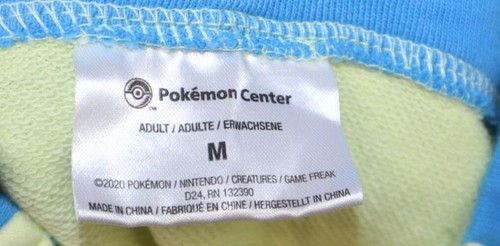 Pokémon Center
™
ADULT / ADULTE / ERWACHSENE
M
©2020 POKÉMON / NINTENDO / CREATURES / GAME FREAK
D24, RN 132390
MADE IN CHINA / FABRIQUÉ EN CHINE / HERGESTELLT IN CHINA